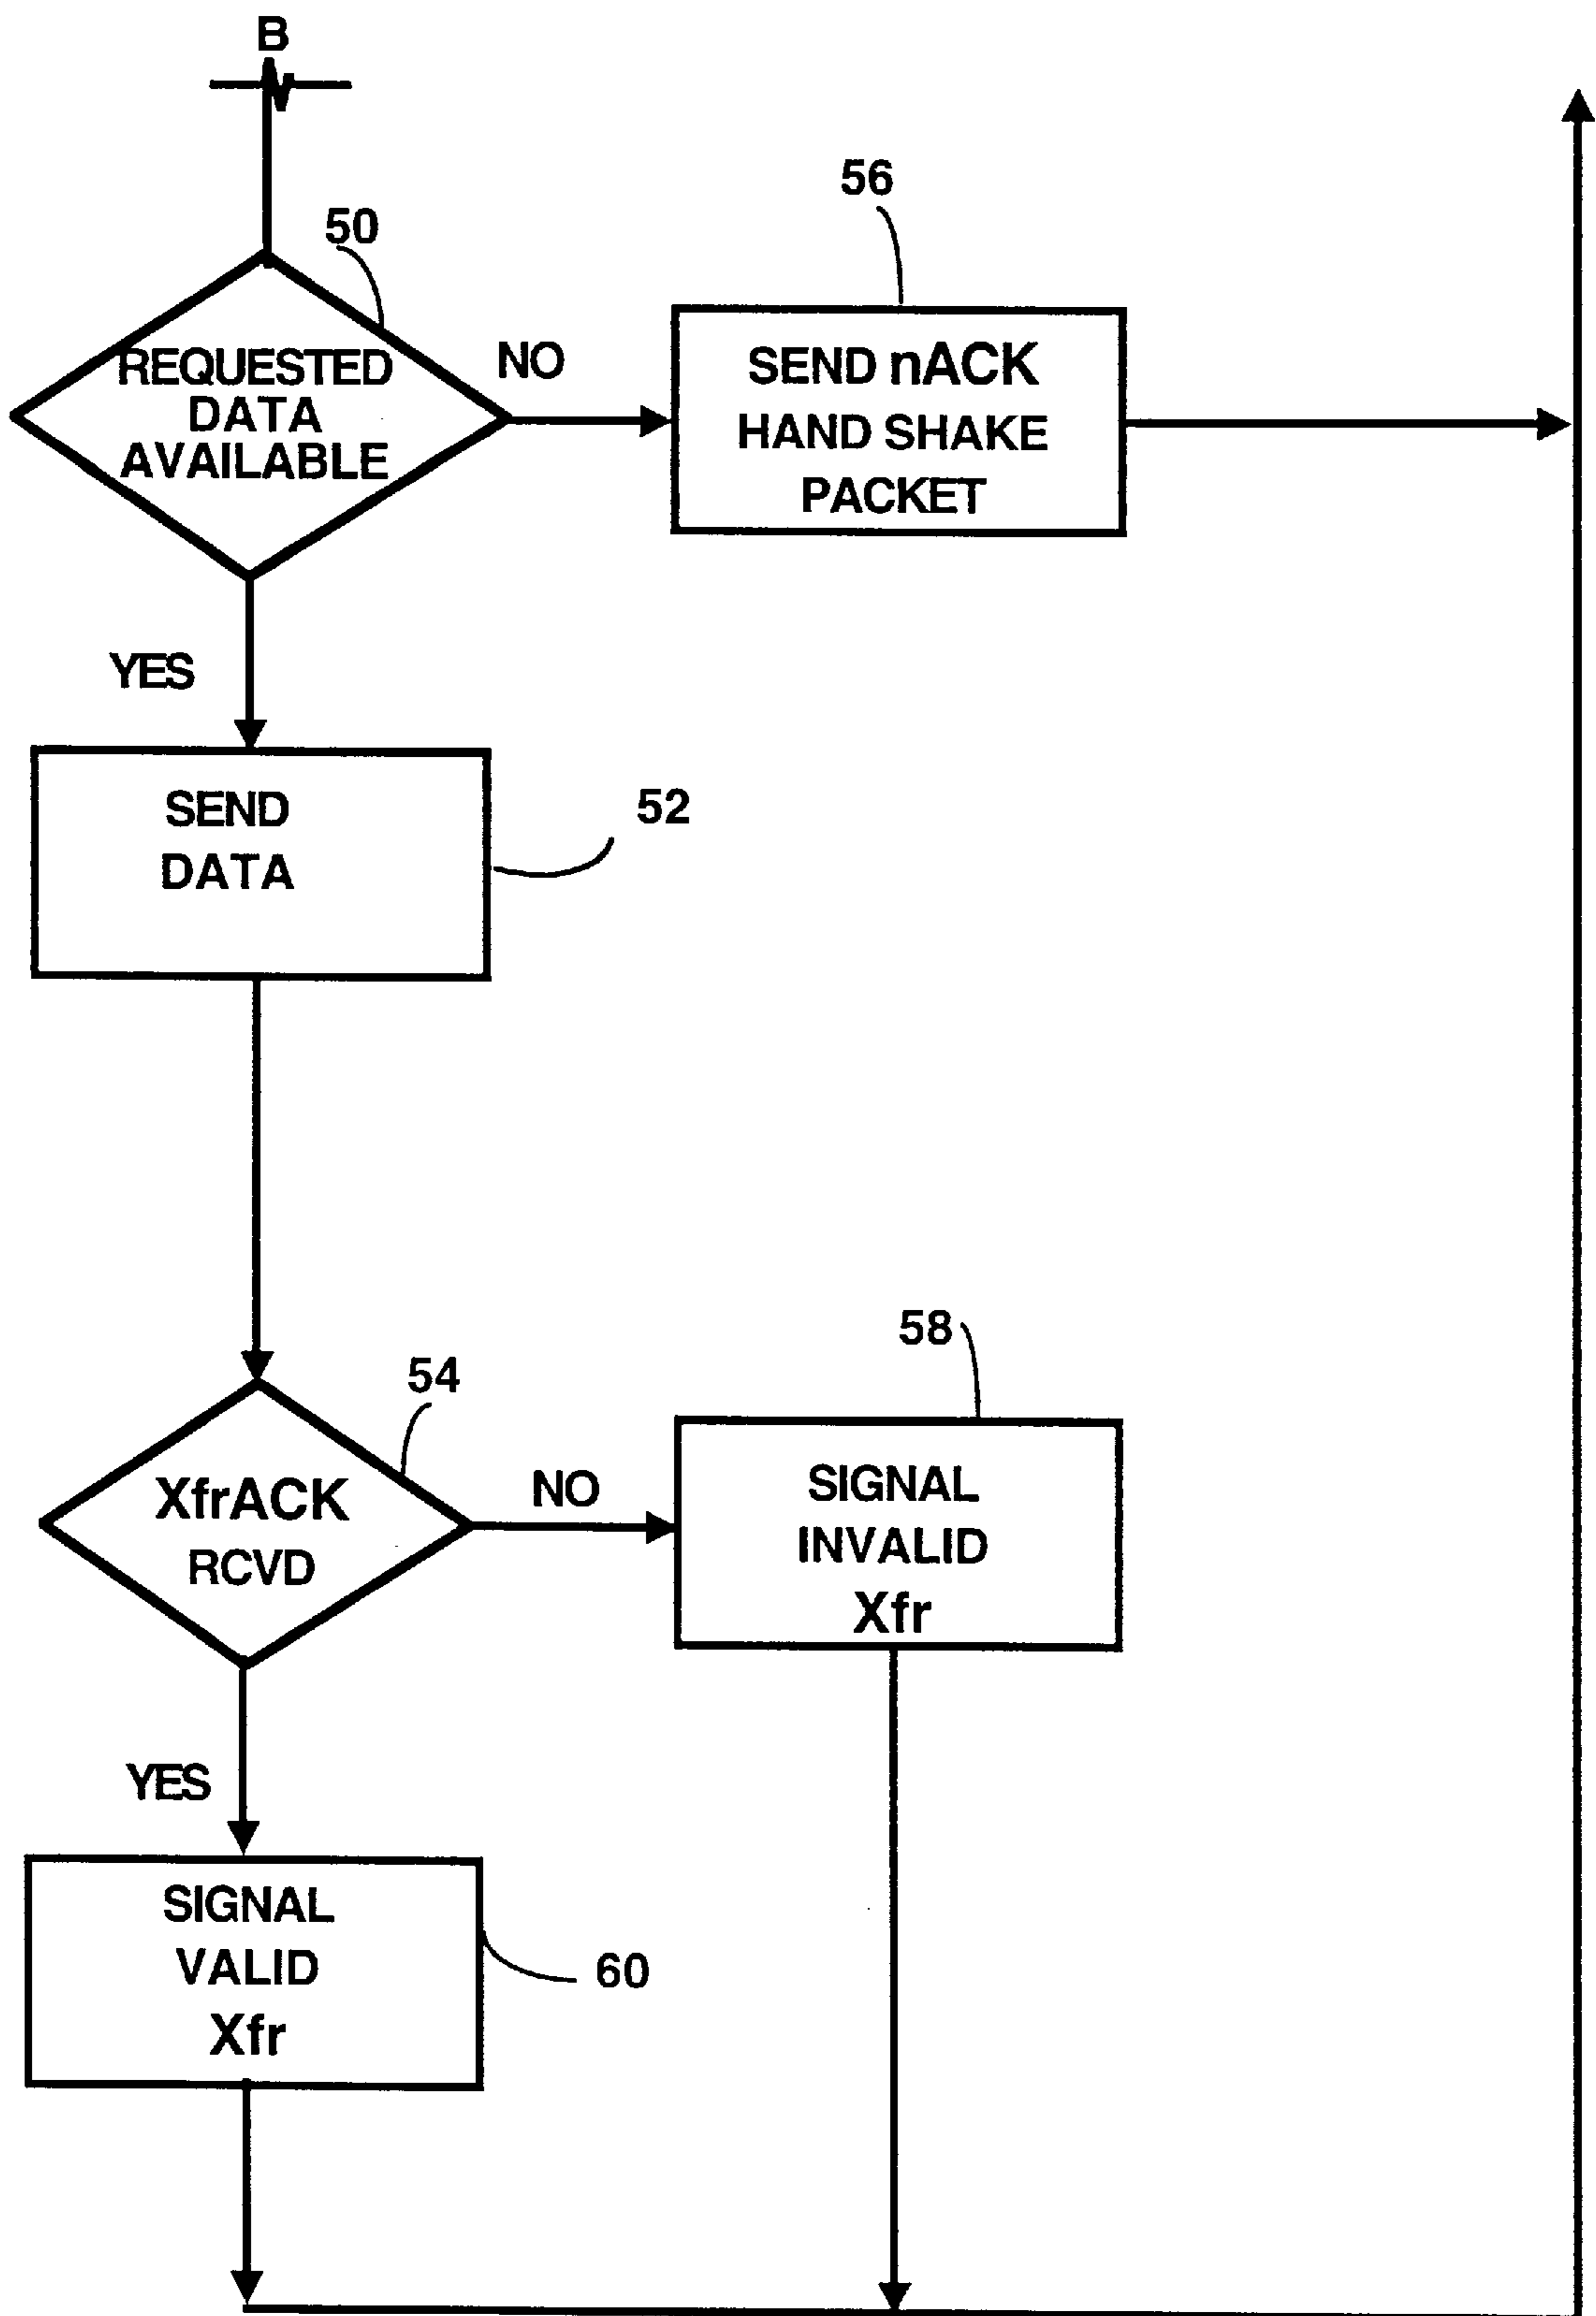 B
50
56
REQUESTED
DATA
AVAILABLE
NO
SEND nACK
HAND SHAKE
PACKET
YES
SEND
DATA
52
54
58
XfrACK
RCVD
NO
SIGNAL
INVALID
Xfr
YES
SIGNAL
VALID
Xfr
60